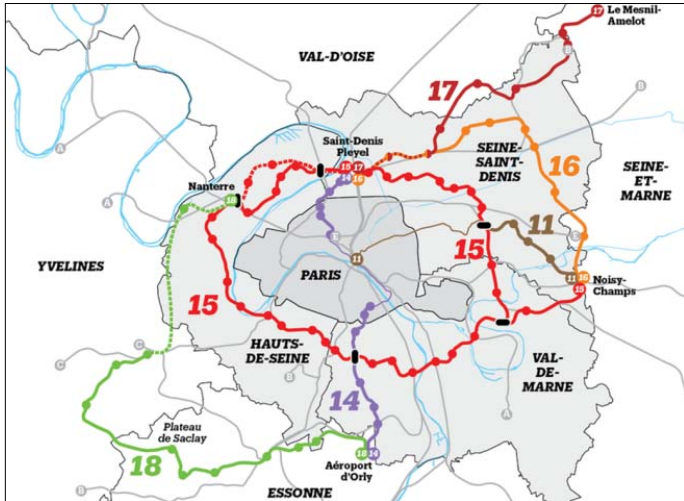 17
Le Mesnil-
Amelot
B
VAL-D'OISE
17
B
Saint-Denis
Pleyel
15
17
14
16
SEINE-
SAINT-
DENIS
16
SEINE-
ET-
MARNE
A
Nanterre
18
A
E
11
E
YVELINES
PARIS
11
15
11
16
15
Noisy-
Champs
15
HAUTS-
DE-SEINE
VAL-
DE-
MARNE
C
C
B
14
A
Plateau
de Saclay
18
18
14
Aéroport
d'Orly
B
ESSONNE